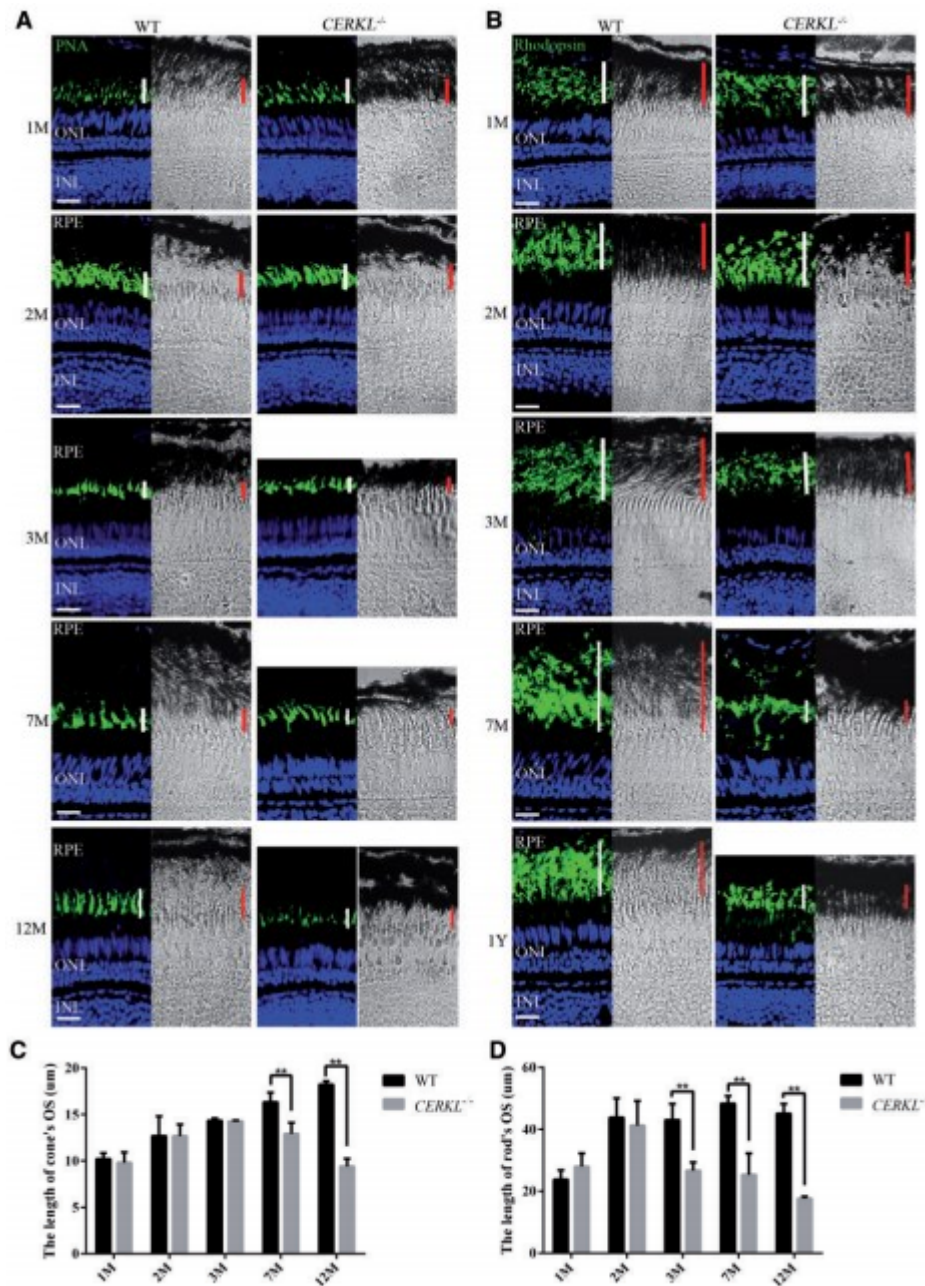 A
WT
CERKL-/-
PNA
1M
ONL
INL
RPE
2M
ONL
INL
RPE
3M
ONL
INL
RPE
7M
ONL
RPE
12M
ONL
INL
B
WT
CERKL-/-
Rhodopsin
1M
ONL
INL
RPE
2M
ONL
INL
RPE
3M
ONL
INL
RPE
7M
ONL
RPE
1Y
ONL
INL
C
The length of cone's OS (um)
20
15
10
5
0
**
**
WT
CERKL-/-
1M
2M
3M
7M
12M
D
The length of rod's OS (um)
60
40
20
0
**
**
**
WT
CERKL-
1M
2M
3M
7M
12M